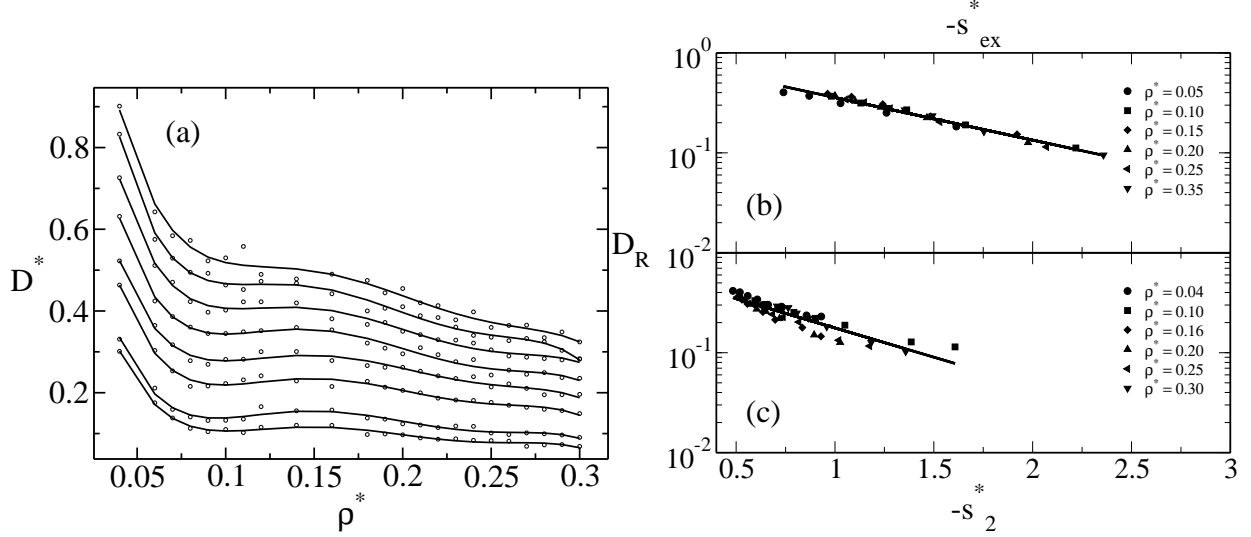 (a)
D*
0.8
0.6
0.4
0.2
0.05
0.1
0.15
0.2
0.25
0.3
ρ*
-s*ex
10^0
10^-1
10^-2
D_R
(b)
ρ* = 0.05
ρ* = 0.10
ρ* = 0.15
ρ* = 0.20
ρ* = 0.25
ρ* = 0.35
10^0
10^-1
10^-2
(c)
ρ* = 0.04
ρ* = 0.10
ρ* = 0.16
ρ* = 0.20
ρ* = 0.25
ρ* = 0.30
0.5
1
1.5
2
2.5
3
-s*2